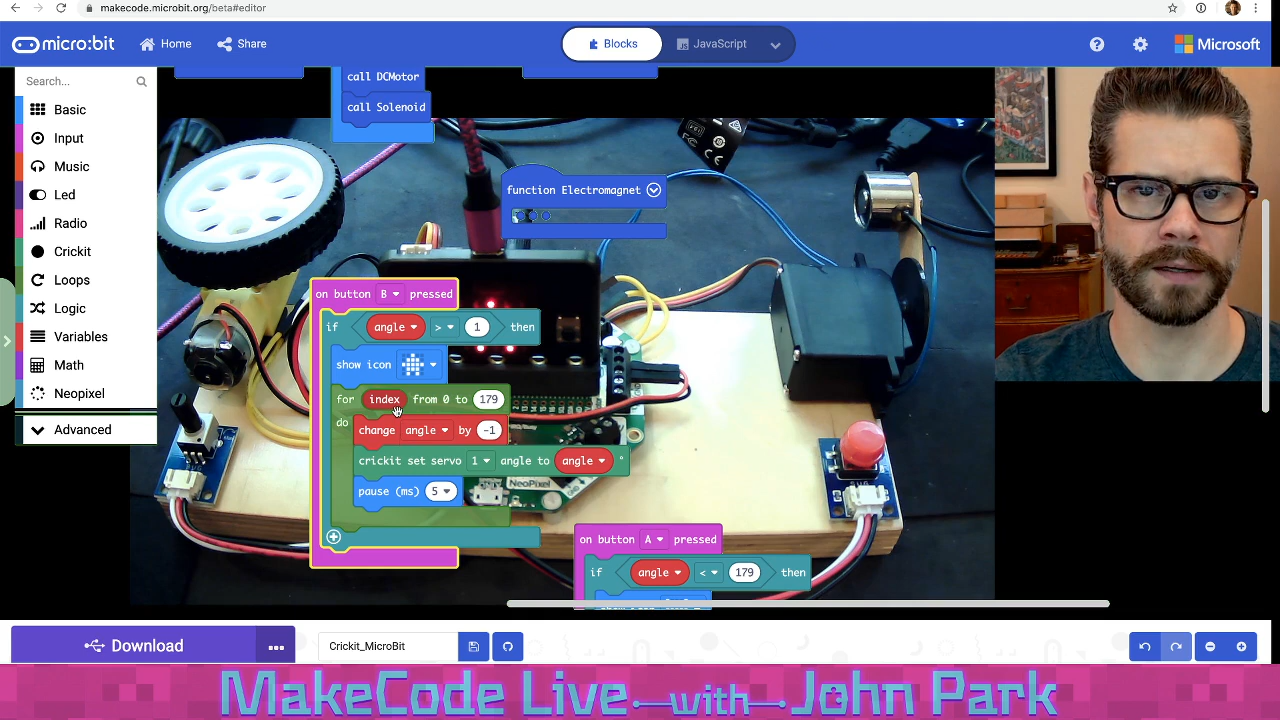 makecode.microbit.org/beta#editor
micro:bit
Home
Share
Blocks
JavaScript
Microsoft
Search...
Basic
Input
Music
Led
Radio
Crickit
Loops
Logic
Variables
Math
Neopixel
Advanced
call DCMotor
call Solenoid
function Electromagnet
on button B pressed
if angle > 1 then
show icon
for index from 0 to 179
do
change angle by -1
crickit set servo 1 angle to angle °
pause (ms) 5
NeoPixel
on button A pressed
if angle < 179 then
Download
...
Crickit_MicroBit
MakeCode Live—with—John Park